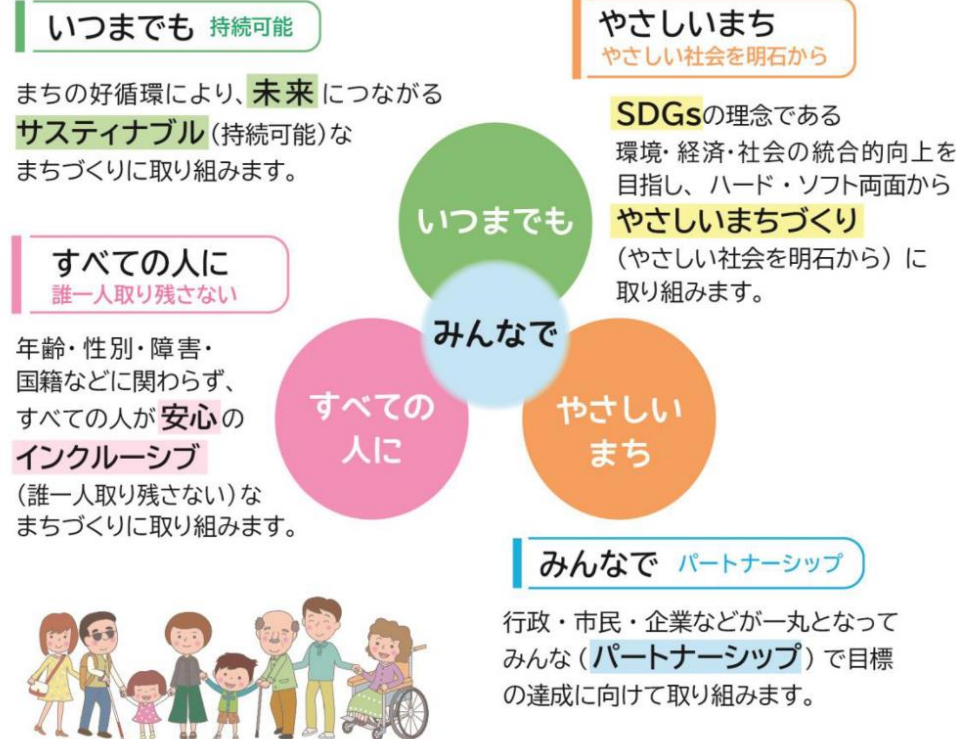 いつまでも 持続可能
まちの好循環により、未来につながる
サスティナブル(持続可能)な
まちづくりに取り組みます。
やさしいまち
やさしい社会を明石から
SDGsの理念である
環境・経済・社会の統合的向上を
目指し、ハード・ソフト両面から
やさしいまちづくり
(やさしい社会を明石から)に
取り組みます。
すべての人に
誰一人取り残さない
年齢・性別・障害・
国籍などに関わらず、
すべての人が安心の
インクルーシブ
(誰一人取り残さない)な
まちづくりに取り組みます。
いつまでも
みんなで
すべての
人に
やさしい
まち
みんなで パートナーシップ
行政・市民・企業などが一丸となって
みんな(パートナーシップ)で目標
の達成に向けて取り組みます。